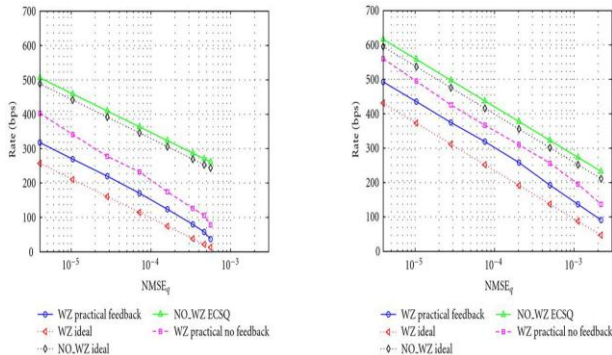 700
600
500
400
300
200
100
0
Rate (bps)
10⁻⁵
10⁻⁴
10⁻³
NMSE_q
WZ practical feedback
WZ ideal
NO_WZ ideal
NO_WZ ECSQ
WZ practical no feedback
700
600
500
400
300
200
100
0
Rate (bps)
10⁻⁵
10⁻⁴
10⁻³
NMSE_q
WZ practical feedback
WZ ideal
NO_WZ ideal
NO_WZ ECSQ
WZ practical no feedback